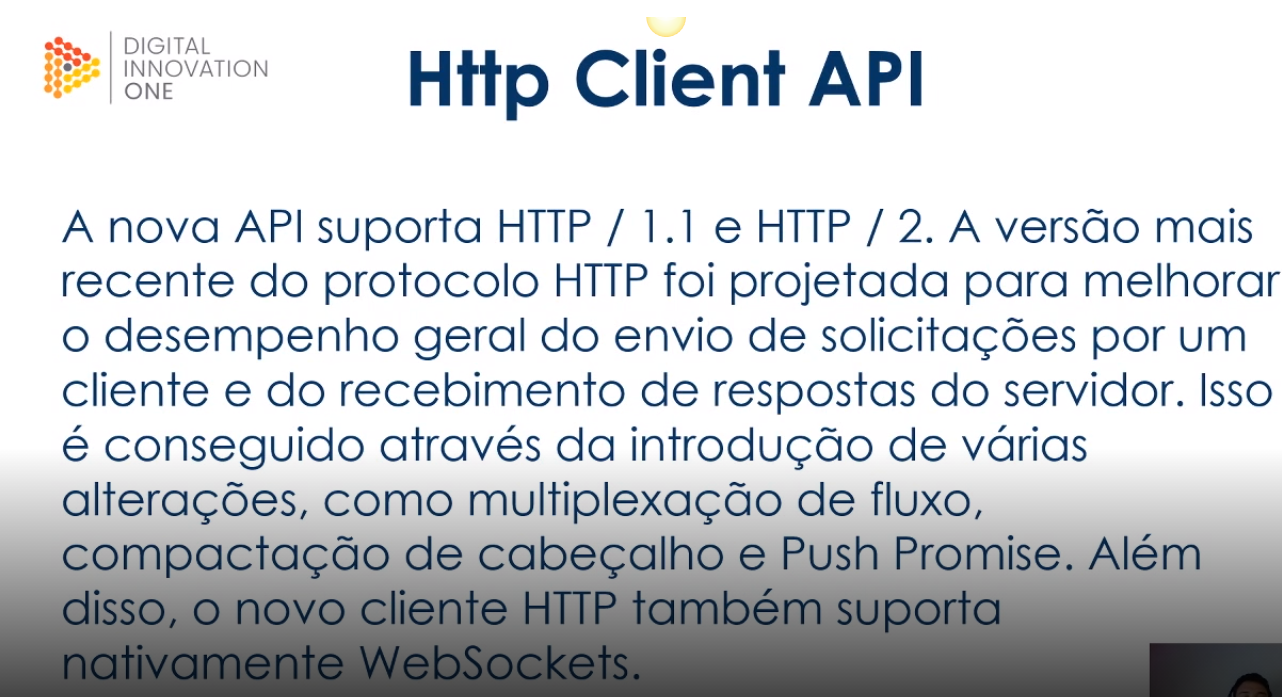 DIGITAL
INNOVATION
ONE
Http Client API
A nova API suporta HTTP / 1.1 e HTTP / 2. A versão mais
recente do protocolo HTTP foi projetada para melhorar
o desempenho geral do envio de solicitações por um
cliente e do recebimento de respostas do servidor. Isso
é conseguido através da introdução de várias
alterações, como multiplexação de fluxo,
compactação de cabeçalho e Push Promise. Além
disso, o novo cliente HTTP também suporta
nativamente WebSockets.